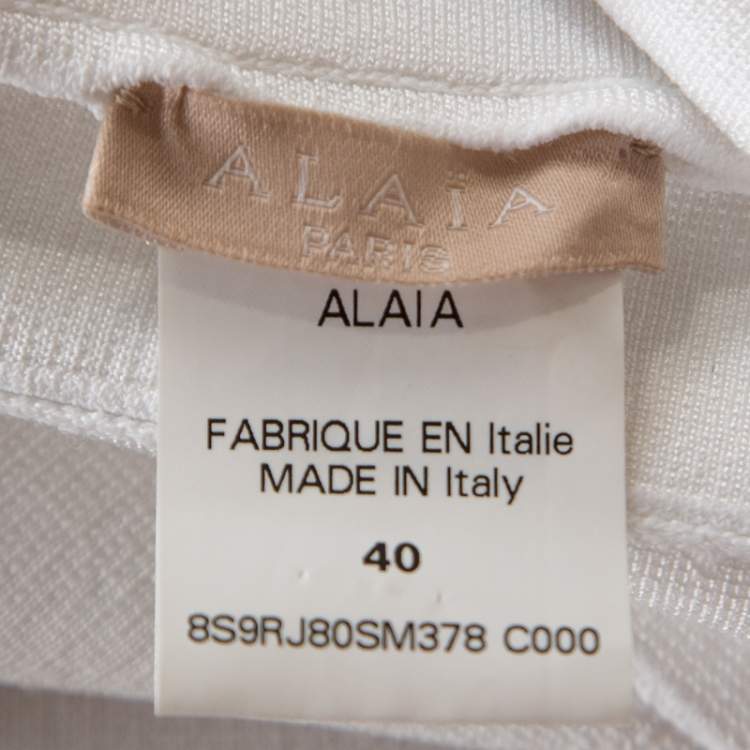 ALAÏA
PARIS
ALAIA
FABRIQUE EN Italie
MADE IN Italy
40
8S9RJ80SM378 C000